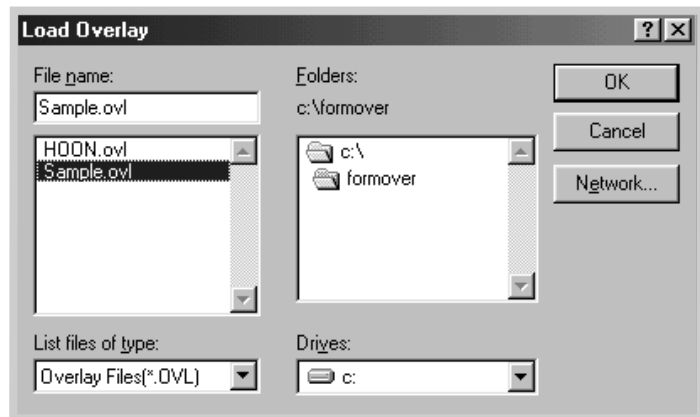 Load Overlay
File name:
Sample.ovl
HOON.ovl
Sample.ovl
List files of type:
Overlay Files(*.OVL)
Folders:
c:\formover
c:\
formover
Drives:
c:
OK
Cancel
Network...